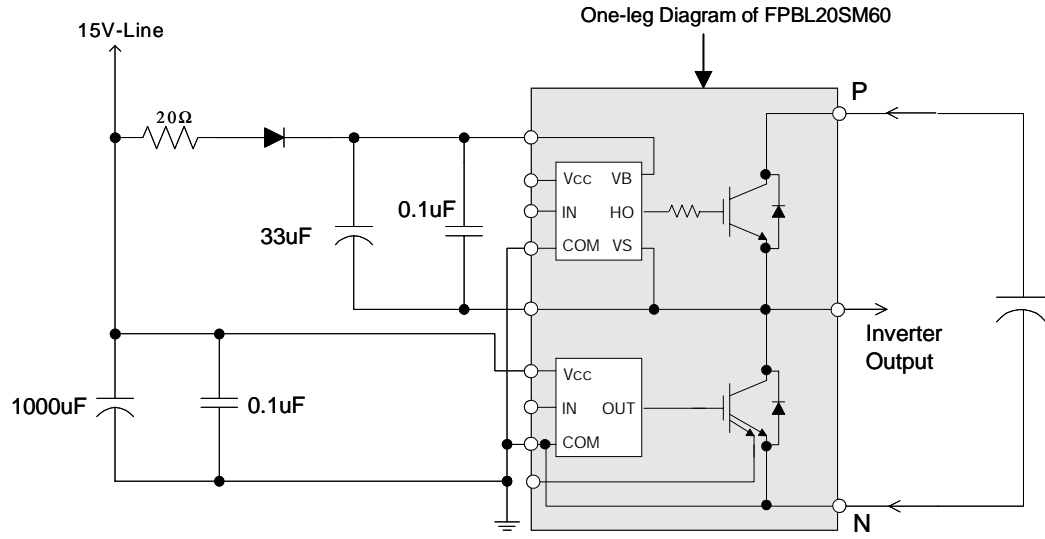 One-leg Diagram of FPBL20SM60
15V-Line
P
20Ω
Vcc VB
IN HO
COM VS
0.1uF
33uF
Inverter
Output
Vcc
IN OUT
COM
1000uF
0.1uF
N